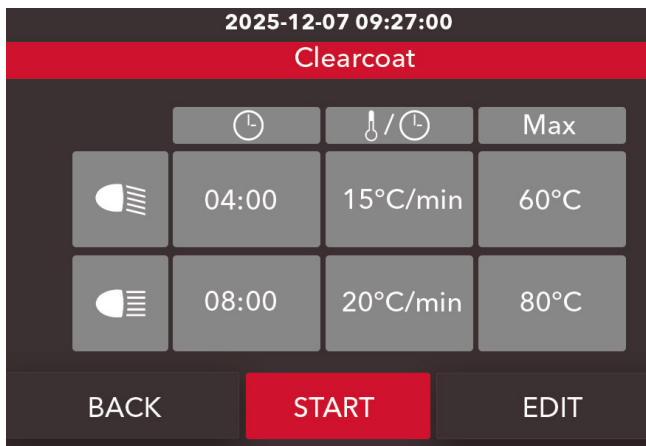 2025-12-07 09:27:00
Clearcoat
/ Max
04:00 15°C/min 60°C
08:00 20°C/min 80°C
BACK START EDIT